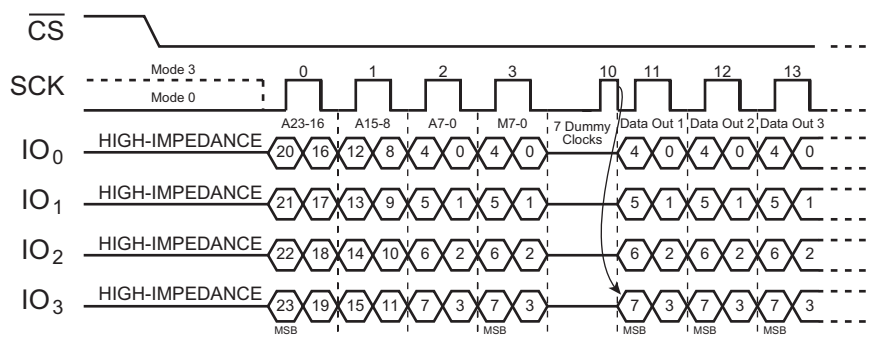 CS
SCK
Mode 3
Mode 0
0 1 2 3 10 11 12 13
A23-16 A15-8 A7-0 M7-0 7 Dummy Clocks Data Out 1 Data Out 2 Data Out 3
IO0 HIGH-IMPEDANCE 20 16 12 8 4 0 4 0 4 0 4 0 4 0
IO1 HIGH-IMPEDANCE 21 17 13 9 5 1 5 1 5 1 5 1 5 1
IO2 HIGH-IMPEDANCE 22 18 14 10 6 2 6 2 6 2 6 2 6 2
IO3 HIGH-IMPEDANCE 23 19 15 11 7 3 7 3 7 3 7 3 7 3
MSB MSB MSB MSB MSB